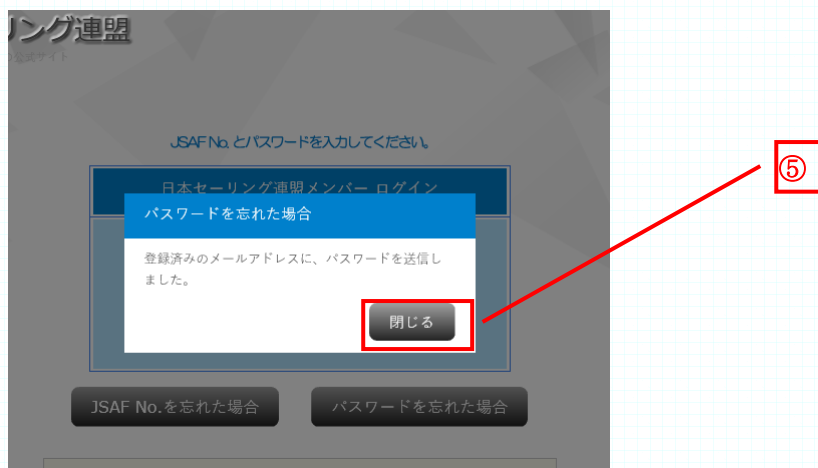 リング連盟
公式サイト
JSAF No. とパスワードを入力してください。
日本セーリング連盟メンバー ログイン
パスワードを忘れた場合
登録済みのメールアドレスに、パスワードを送信し
ました。
閉じる
⑤
JSAF No.を忘れた場合
パスワードを忘れた場合